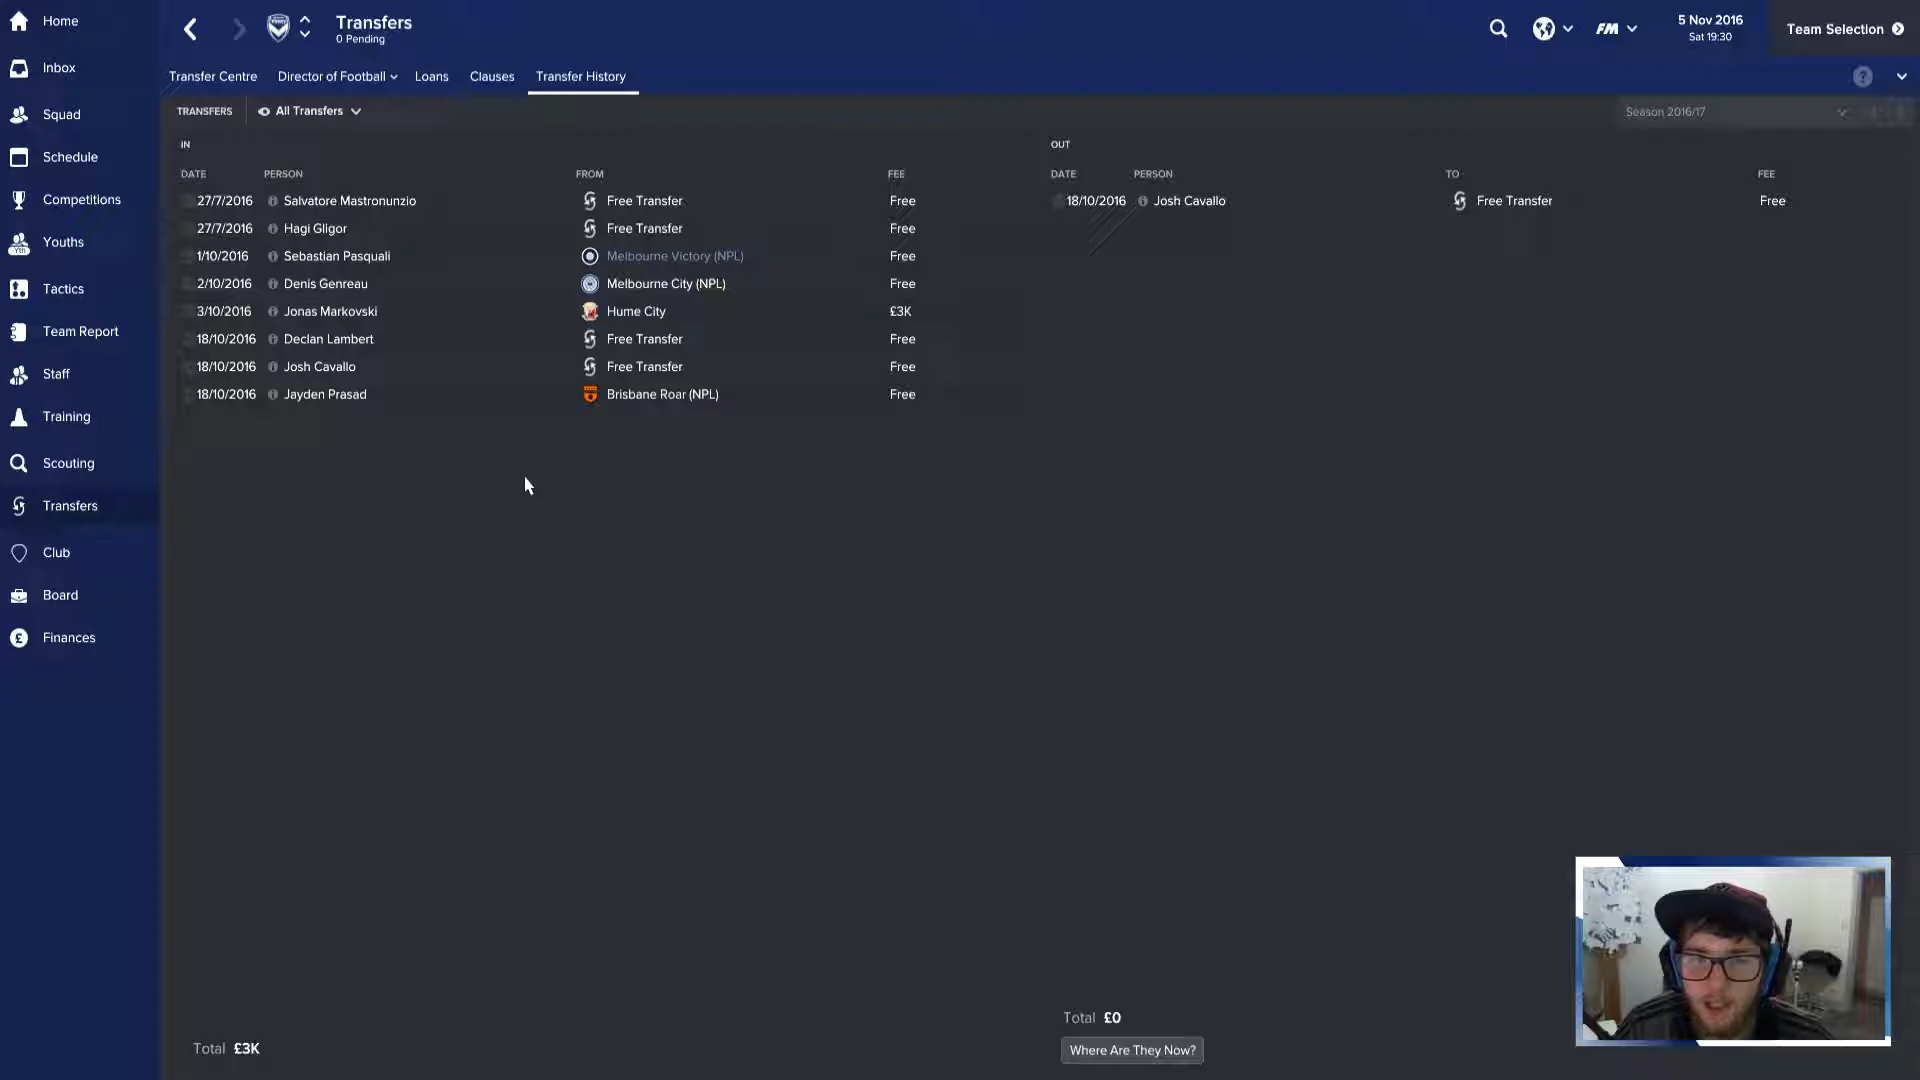 Home
Inbox
Squad
Schedule
Competitions
Youths
Tactics
Team Report
Staff
Training
Scouting
Transfers
Club
Board
Finances
Transfers
0 Pending
FM
5 Nov 2016
Sat 19:30
Team Selection
Transfer Centre Director of Football Loans Clauses Transfer History
TRANSFERS All Transfers Season 2016/17
IN
DATE PERSON FROM FEE
27/7/2016 Salvatore Mastronunzio Free Transfer Free
27/7/2016 Hagi Gligor Free Transfer Free
1/10/2016 Sebastian Pasquali Melbourne Victory (NPL) Free
2/10/2016 Denis Genreau Melbourne City (NPL) Free
3/10/2016 Jonas Markovski Hume City £3K
18/10/2016 Declan Lambert Free Transfer Free
18/10/2016 Josh Cavallo Free Transfer Free
18/10/2016 Jayden Prasad Brisbane Roar (NPL) Free
Total £3K
OUT
DATE PERSON TO FEE
18/10/2016 Josh Cavallo Free Transfer Free
Total £0
Where Are They Now?